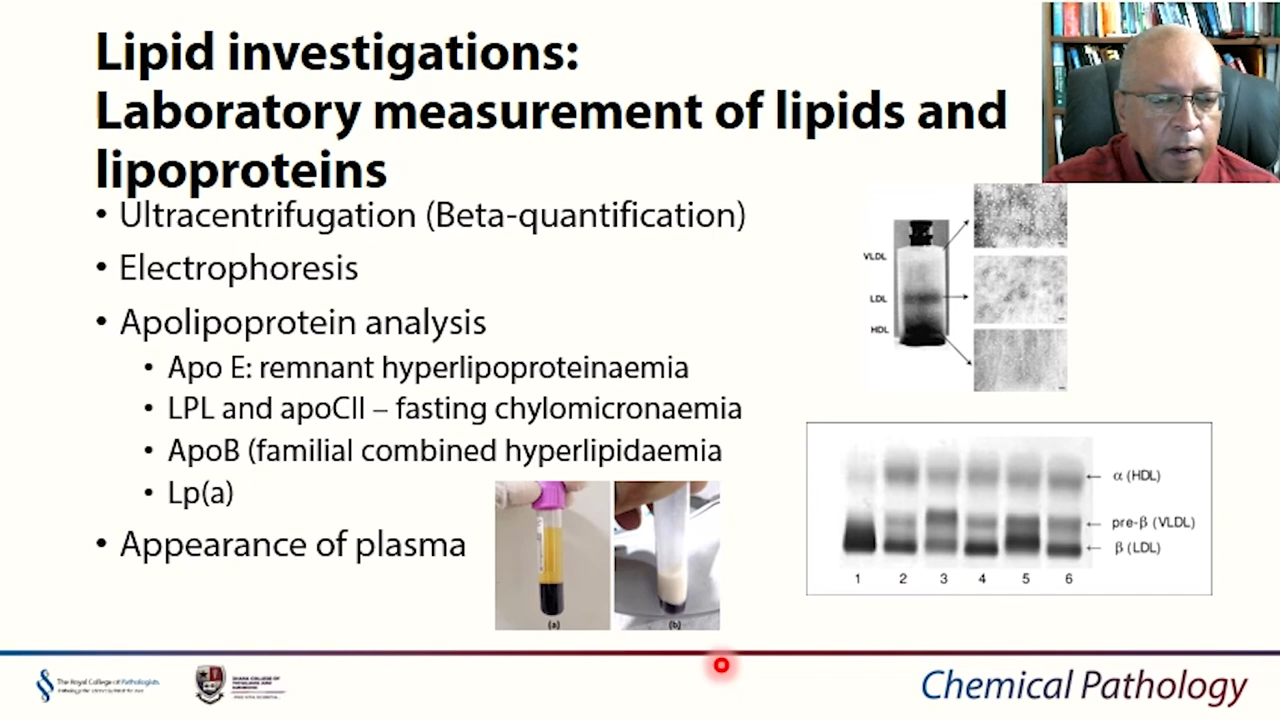 Lipid investigations:
Laboratory measurement of lipids and
lipoproteins
• Ultracentrifugation (Beta-quantification)
• Electrophoresis
• Apolipoprotein analysis
• Apo E: remnant hyperlipoproteinaemia
• LPL and apoCII – fasting chylomicronaemia
• ApoB (familial combined hyperlipidaemia
• Lp(a)
• Appearance of plasma
(a)
(b)
VLDL
LDL
HDL
α (HDL)
pre-β (VLDL)
β (LDL)
1 2 3 4 5 6
The Royal College of Pathologists
Chemical Pathology